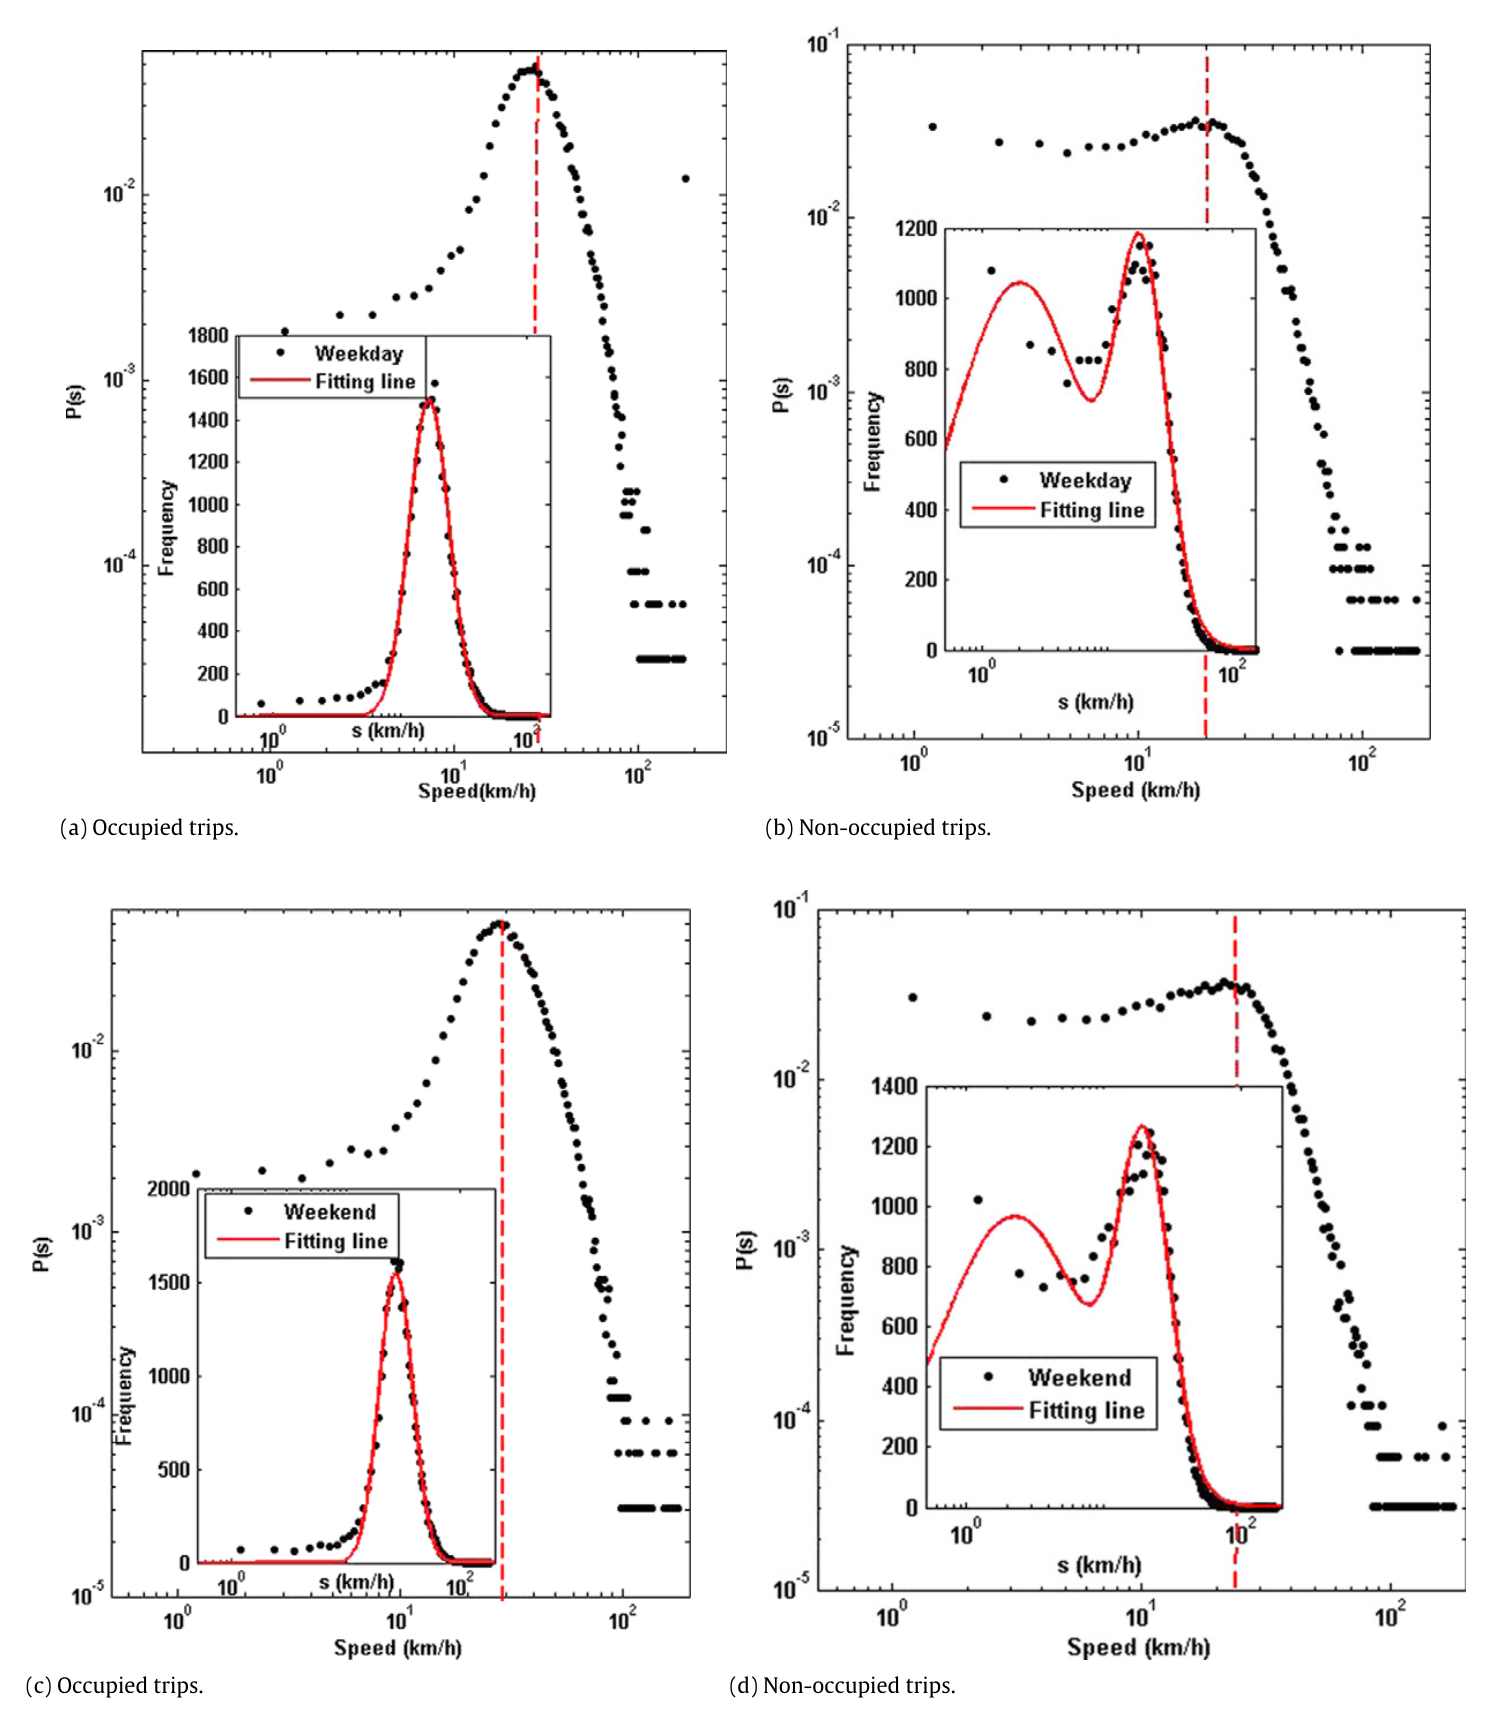 10^-2
10^-3
10^-4
P(s)
1800
1600
1400
1200
1000
800
600
400
200
0
Frequency
Weekday
Fitting line
10^0
s (km/h)
10^2
10^0
10^1
10^2
Speed(km/h)
(a) Occupied trips.
10^-1
10^-2
10^-3
10^-4
10^-5
P(s)
1200
1000
800
600
400
200
0
Frequency
Weekday
Fitting line
10^0
10^2
s (km/h)
10^0
10^1
10^2
Speed (km/h)
(b) Non-occupied trips.
10^-2
10^-3
10^-4
10^-5
P(s)
2000
1500
1000
500
0
Frequency
Weekend
Fitting line
10^0
s (km/h)
10^2
10^0
10^1
10^2
Speed (km/h)
(c) Occupied trips.
10^-1
10^-2
10^-3
10^-4
10^-5
P(s)
1400
1200
1000
800
600
400
200
0
Frequency
Weekend
Fitting line
10^0
10^2
s (km/h)
10^0
10^1
10^2
Speed (km/h)
(d) Non-occupied trips.